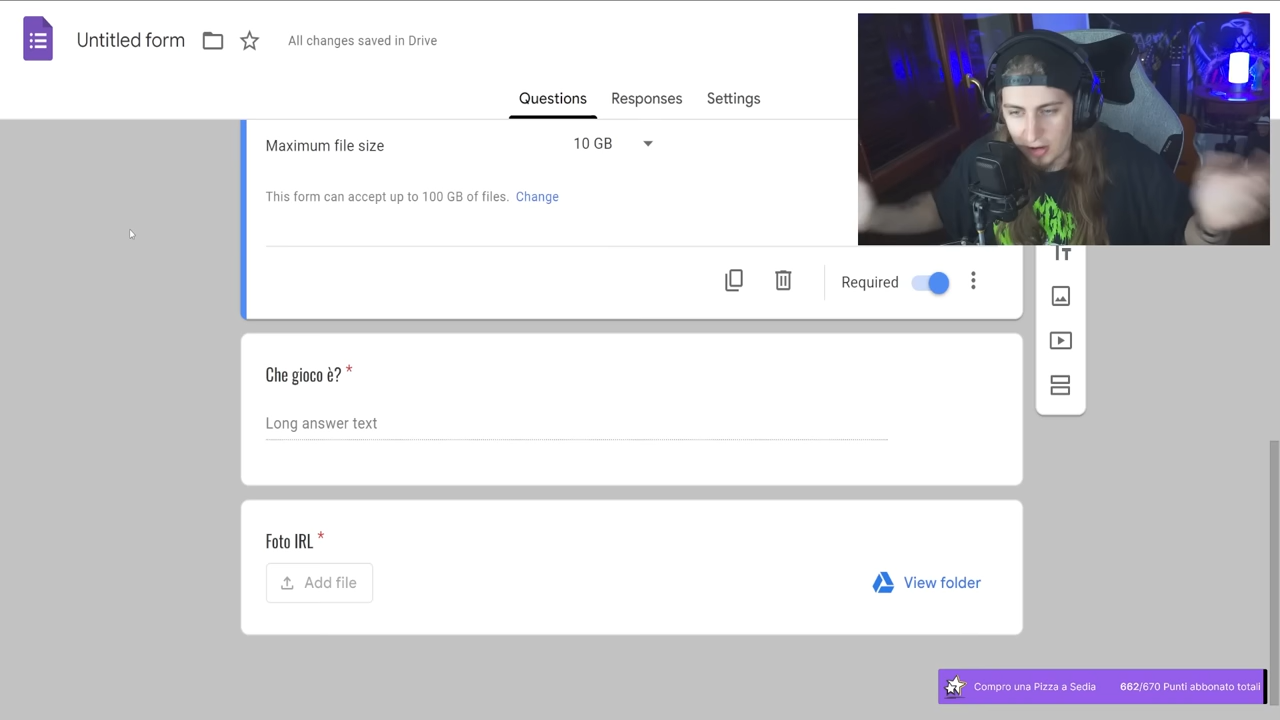 Untitled form
All changes saved in Drive
Questions Responses Settings
Maximum file size 10 GB
This form can accept up to 100 GB of files. Change
Required
Che gioco è? *
Long answer text
Foto IRL *
Add file
View folder
Compro una Pizza a Sedia 662/670 Punti abbonato totali